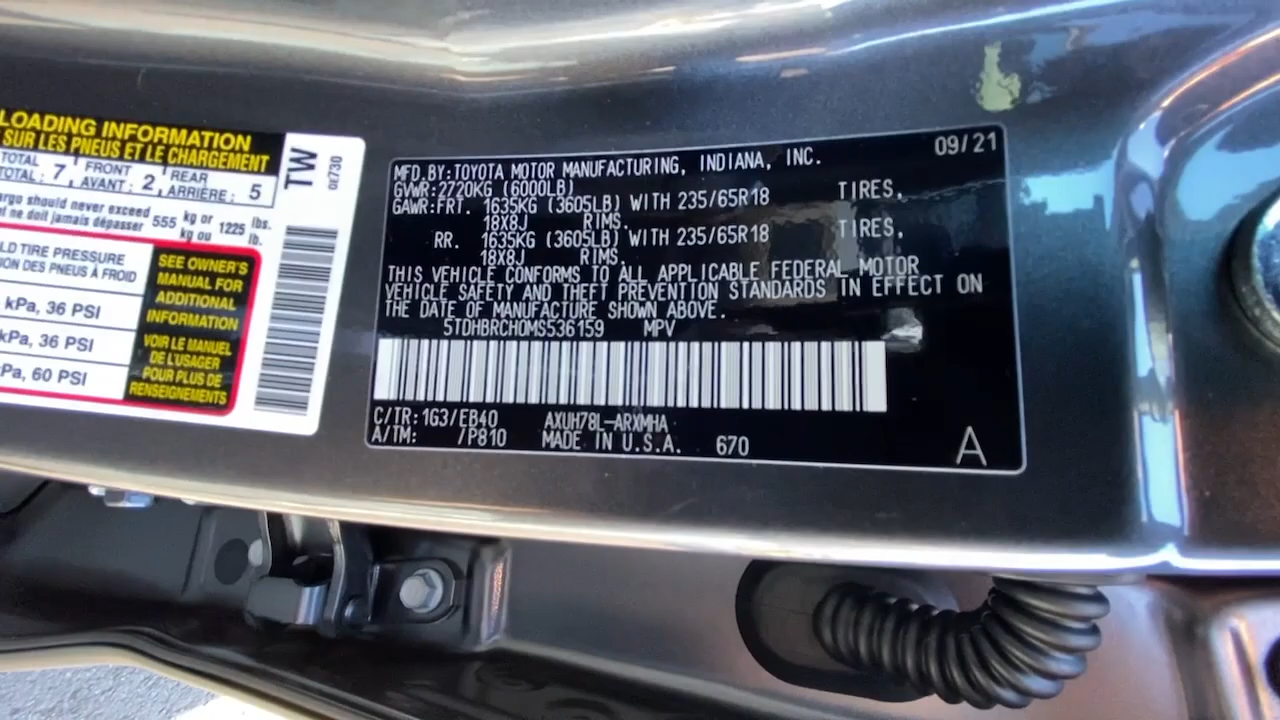 LOADING INFORMATION
SUR LES PNEUS ET LE CHARGEMENT
TOTAL 7 FRONT 2 REAR 5
TOTAL : AVANT : ARRIÈRE :
should never exceed 555 kg or 1225 lbs.
ne doit jamais dépasser kg ou lb.
TIRE PRESSURE
DES PNEUS À FROID
kPa, 36 PSI
kPa, 36 PSI
kPa, 60 PSI
SEE OWNER'S
MANUAL FOR
ADDITIONAL
INFORMATION
VOIR LE MANUEL
DE L'USAGER
POUR PLUS DE
RENSEIGNEMENTS
TW
0Z730
09/21
MFD.BY:TOYOTA MOTOR MANUFACTURING, INDIANA, INC.
GVWR:2720KG (6000LB)
GAWR:FRT. 1635KG (3605LB) WITH 235/65R18 TIRES,
18X8J RIMS.
RR. 1635KG (3605LB) WITH 235/65R18 TIRES,
18X8J RIMS.
THIS VEHICLE CONFORMS TO ALL APPLICABLE FEDERAL MOTOR
VEHICLE SAFETY AND THEFT PREVENTION STANDARDS IN EFFECT ON
THE DATE OF MANUFACTURE SHOWN ABOVE.
5TDHBRCH0MS536159 MPV
C/TR: 1G3/EB40 AXUH78L-ARXMHA
A/TM: /P810 MADE IN U.S.A. 670
A